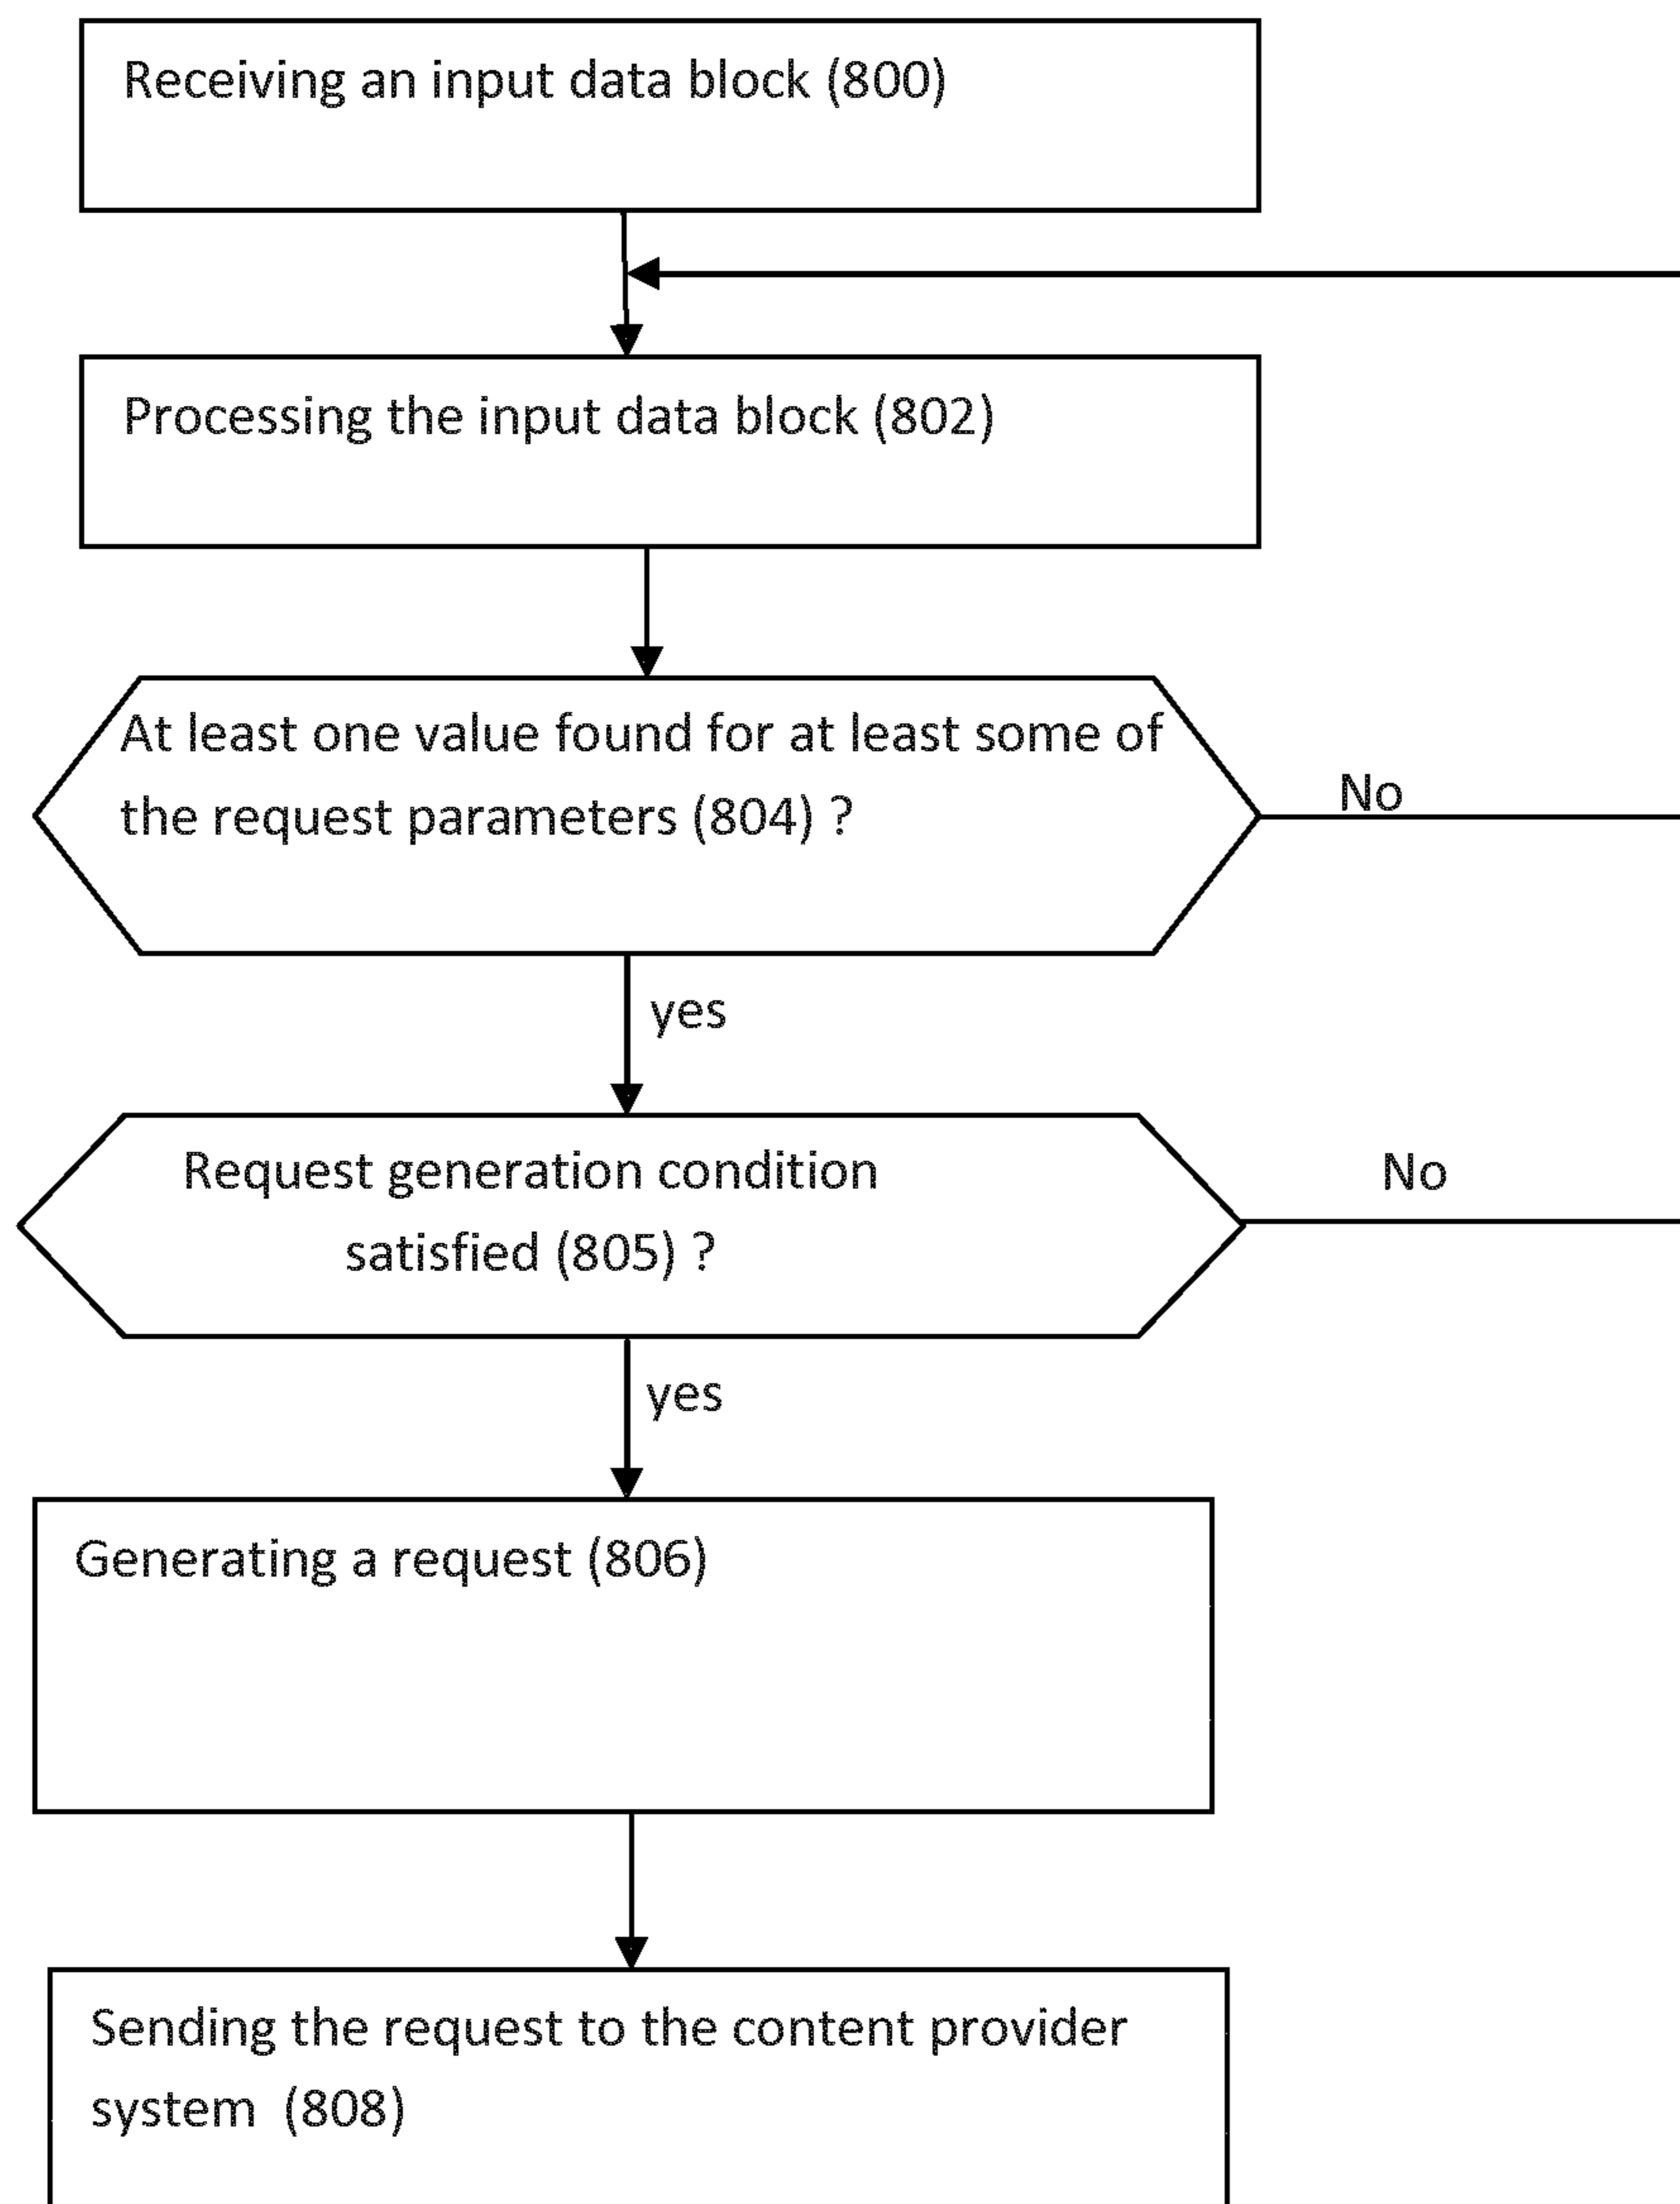 Receiving an input data block (800)
Processing the input data block (802)
At least one value found for at least some of
the request parameters (804) ?
No
yes
Request generation condition
satisfied (805) ?
No
yes
Generating a request (806)
Sending the request to the content provider
system (808)